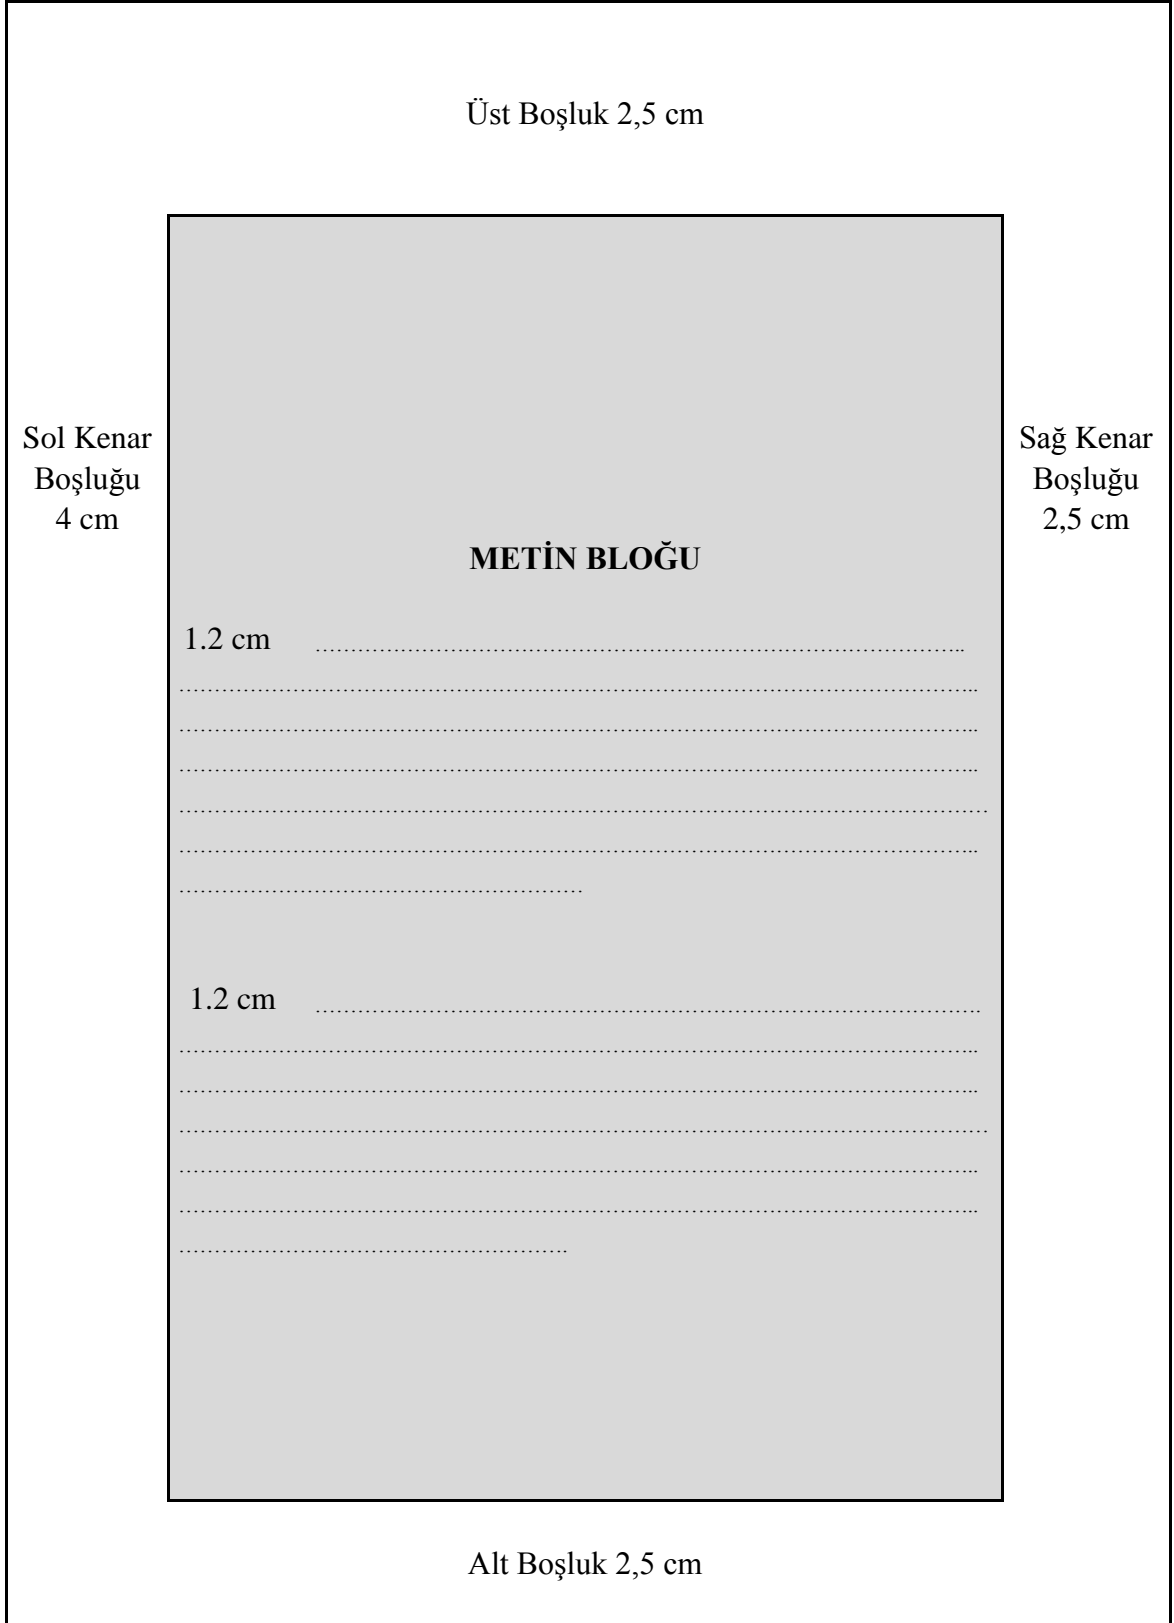 Üst Boşluk 2,5 cm
Sol Kenar
Boşluğu
4 cm
Sağ Kenar
Boşluğu
2,5 cm
METİN BLOĞU
1.2 cm ………………………………………………………………………………..
…………………………………………………………………………………………………..
…………………………………………………………………………………………………..
…………………………………………………………………………………………………..
……………………………………………………………………………………………………
…………………………………………………………………………………………………..
…………………………………………………
1.2 cm ………………………………………………………………………………….
…………………………………………………………………………………………………..
…………………………………………………………………………………………………..
……………………………………………………………………………………………………
…………………………………………………………………………………………………..
…………………………………………………………………………………………………..
……………………………………………….
Alt Boşluk 2,5 cm